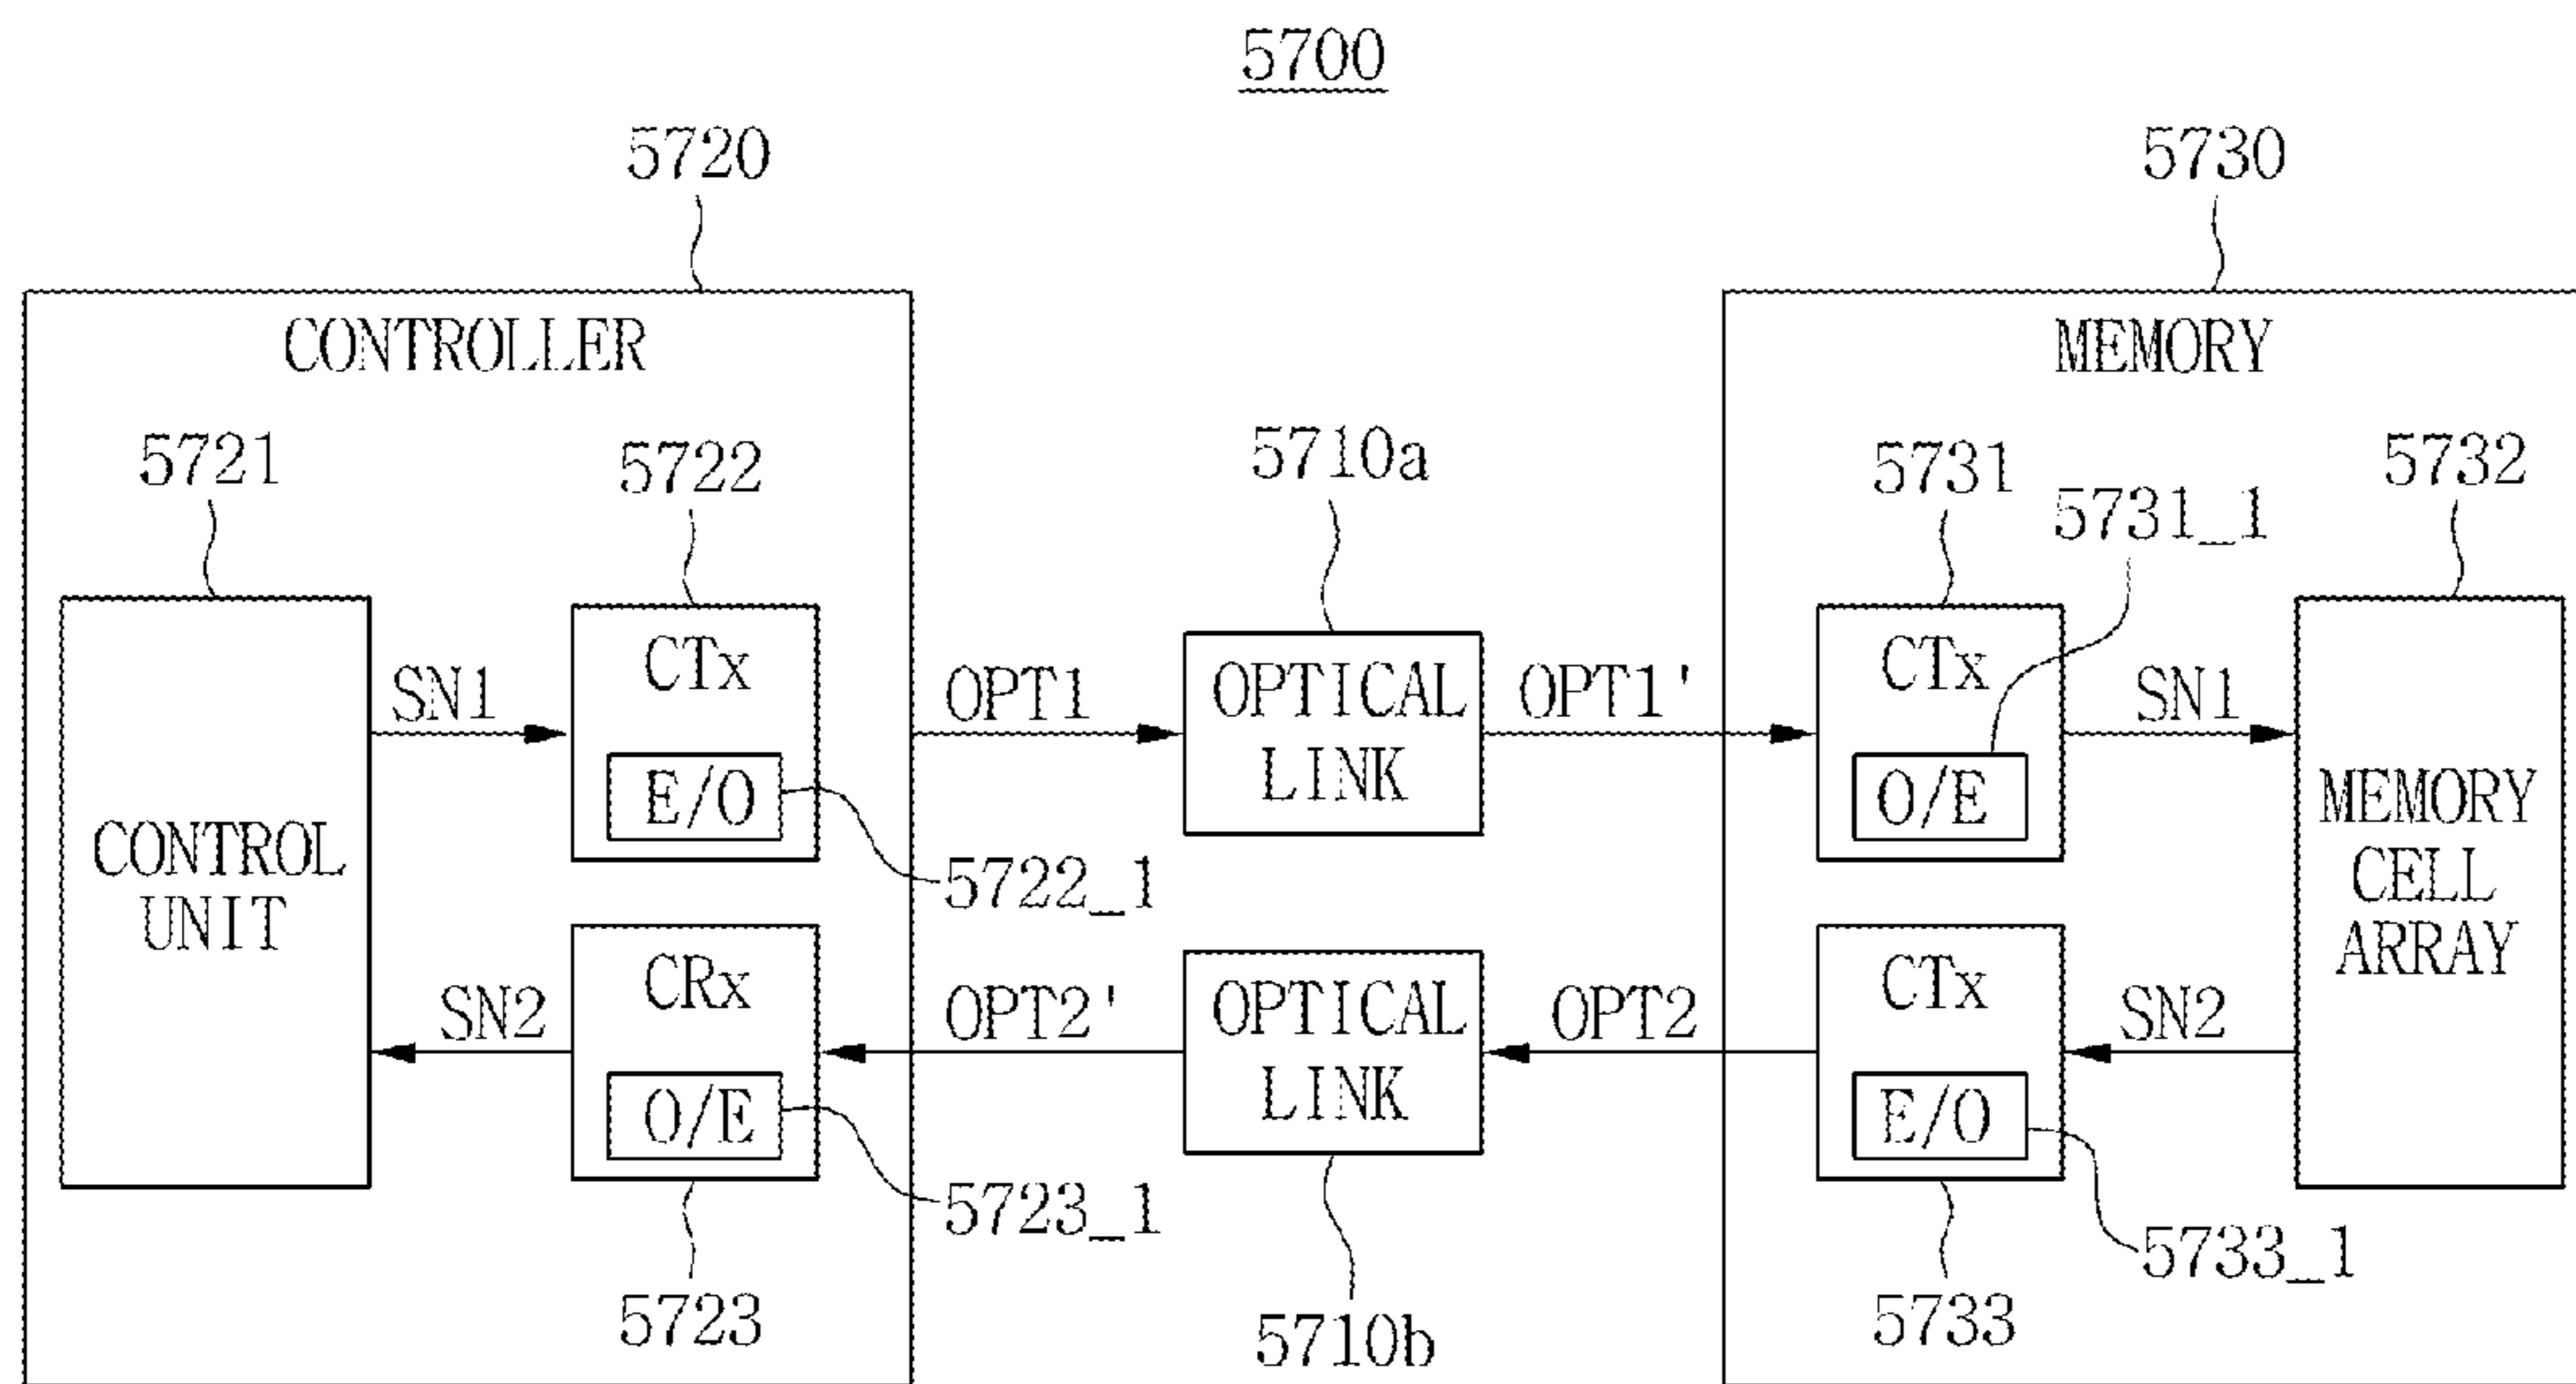 5700
5720
5730
CONTROLLER
MEMORY
5721
5722
5710a
5731
5731_1
5732
CONTROL
UNIT
SN1
CTx
E/O
5722_1
OPT1
OPTICAL
LINK
OPT1'
CTx
O/E
SN1
MEMORY
CELL
ARRAY
SN2
CRx
O/E
5723_1
5723
OPT2'
OPTICAL
LINK
5710b
OPT2
CTx
E/O
5733_1
5733
SN2